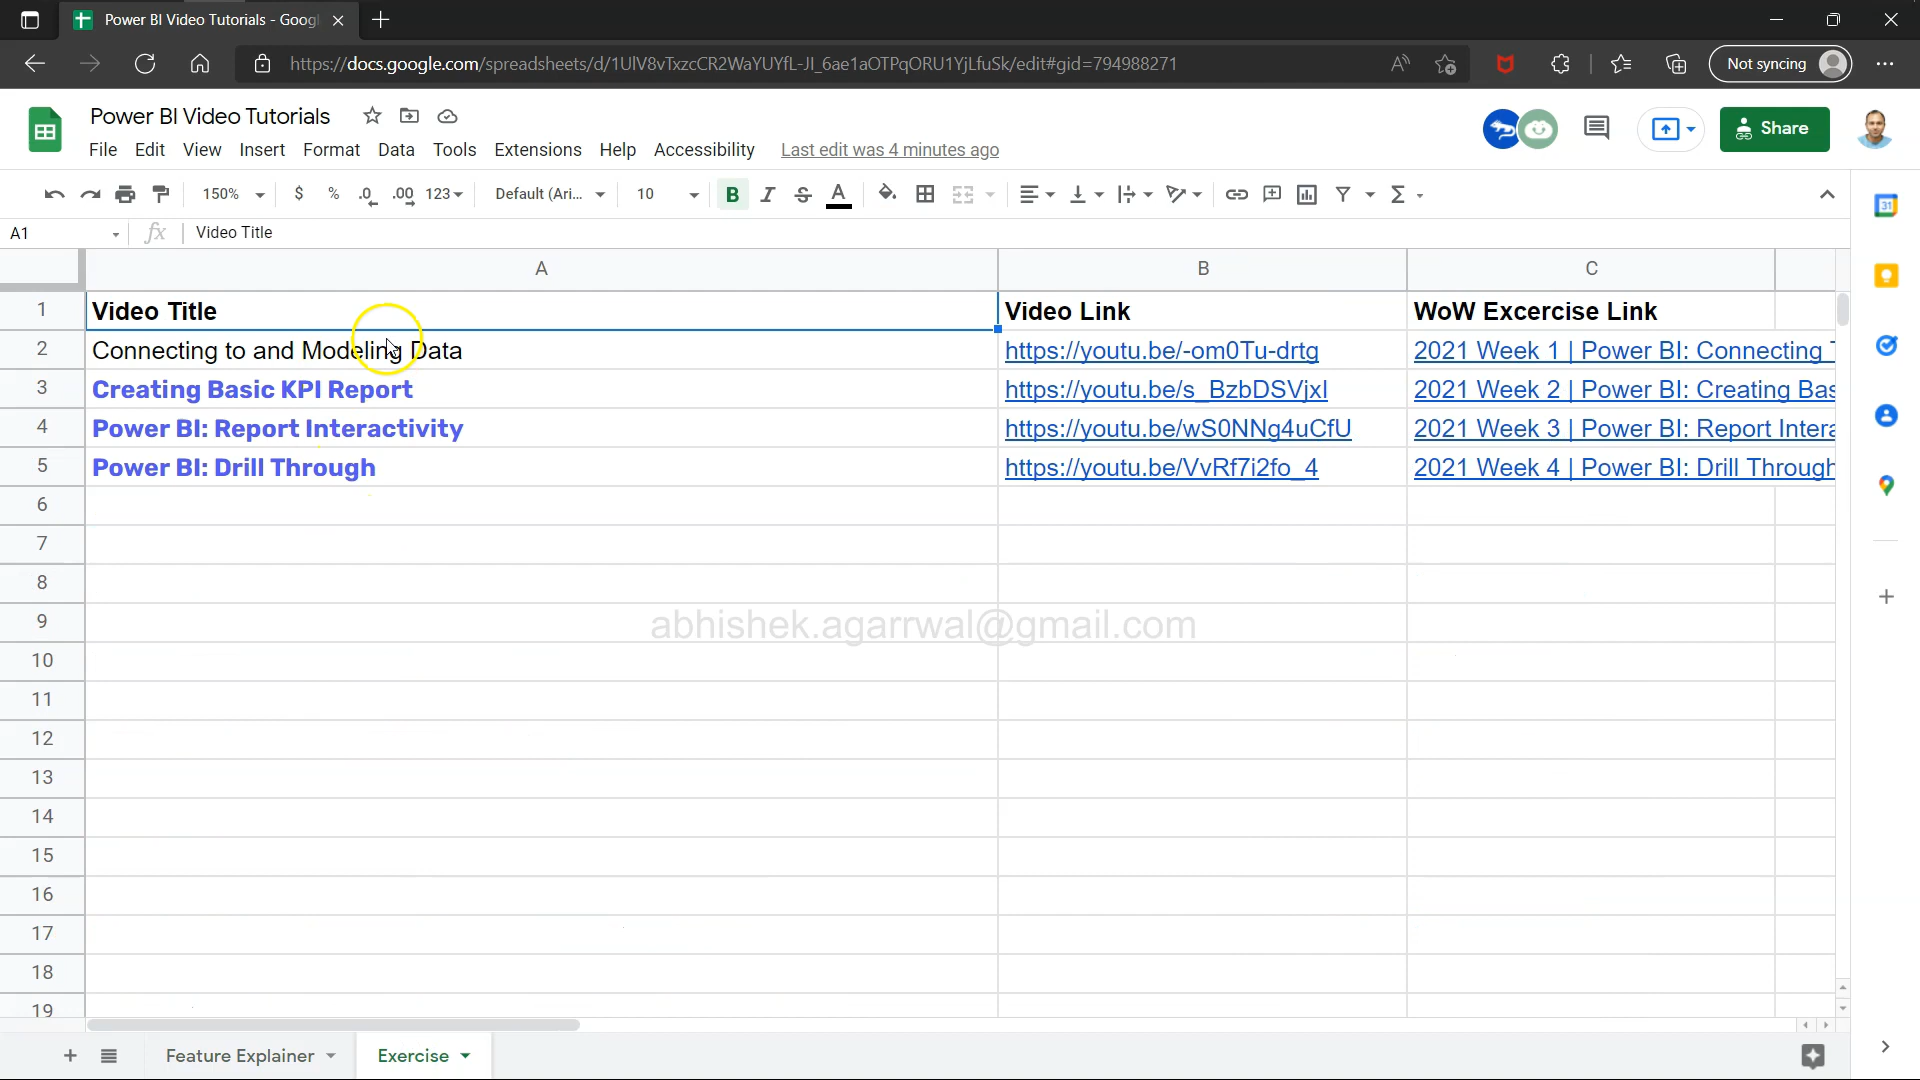 Power BI Video Tutorials - Googl
https://docs.google.com/spreadsheets/d/1UlV8vTxzcCR2WaYUYfL-JI_6ae1aOTPqORU1YjLfuSk/edit#gid=794988271
Not syncing
Power BI Video Tutorials
Share
File Edit View Insert Format Data Tools Extensions Help Accessibility Last edit was 4 minutes ago
150% $ % .0 .00 123 Default (Ari... 10 B I S A Σ
31
A1 fx Video Title
A B C
1 Video Title Video Link WoW Excercise Link
2 Connecting to and Modeling Data https://youtu.be/-om0Tu-drtg 2021 Week 1 | Power BI: Connecting
3 Creating Basic KPI Report https://youtu.be/s_BzbDSVjxI 2021 Week 2 | Power BI: Creating Bas
4 Power BI: Report Interactivity https://youtu.be/wS0NNg4uCfU 2021 Week 3 | Power BI: Report Intera
5 Power BI: Drill Through https://youtu.be/VvRf7i2fo_4 2021 Week 4 | Power BI: Drill Through
6
7
8
9
abhishek.agarrwal@gmail.com
10
11
12
13
14
15
16
17
18
19
Feature Explainer Exercise